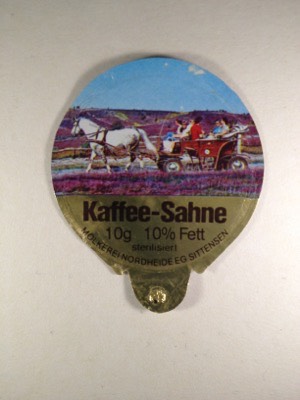 Kaffee-Sahne
10g 10% Fett
sterilisiert
MOLKEREI NORDHEIDE EG SITTENSEN